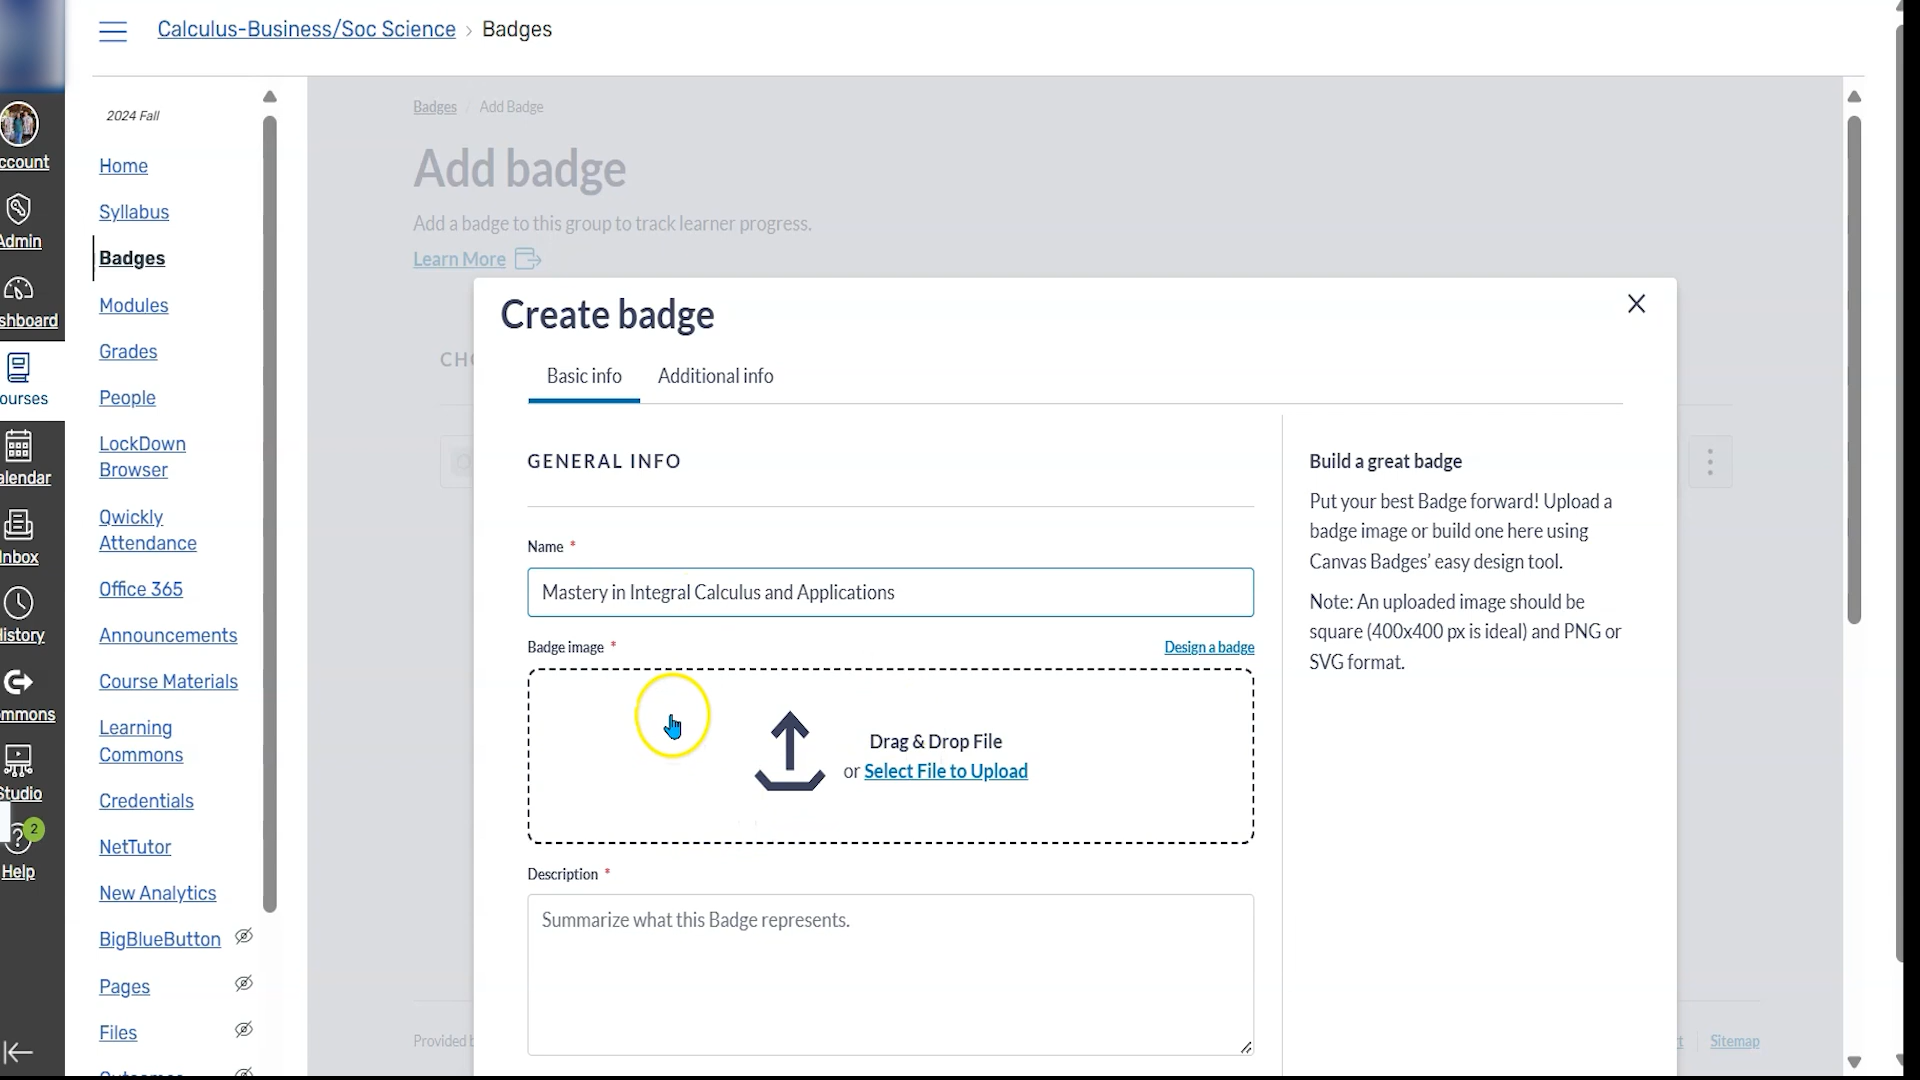 Calculus-Business/Soc Science › Badges
ccount
Admin
shboard
ourses
alendar
Inbox
History
mmons
Studio
2
Help
2024 Fall
Home
Syllabus
Badges
Modules
Grades
People
LockDown
Browser
Qwickly
Attendance
Office 365
Announcements
Course Materials
Learning
Commons
Credentials
NetTutor
New Analytics
BigBlueButton
Pages
Files
Outcomes
Badges / Add Badge
Add badge
Add a badge to this group to track learner progress.
Learn More
CHO
Create badge
Basic info Additional info
GENERAL INFO
Name *
Mastery in Integral Calculus and Applications
Badge image * Design a badge
Drag & Drop File
or Select File to Upload
Description *
Summarize what this Badge represents.
Build a great badge
Put your best Badge forward! Upload a
badge image or build one here using
Canvas Badges’ easy design tool.
Note: An uploaded image should be
square (400x400 px is ideal) and PNG or
SVG format.
Provided
Sitemap